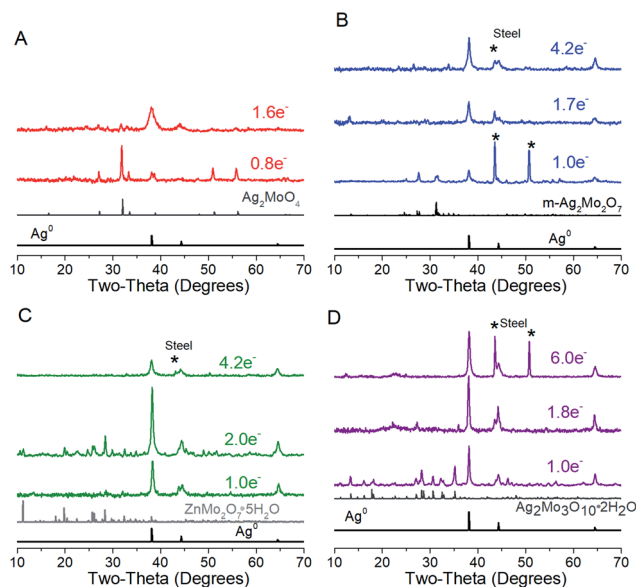 A
1.6e⁻
0.8e⁻
Ag₂MoO₄
Ag⁰
10 20 30 40 50 60 70
Two-Theta (Degrees)
B
Steel
*
4.2e⁻
1.7e⁻
* *
1.0e⁻
m-Ag₂Mo₂O₇
Ag⁰
10 20 30 40 50 60 70
Two-Theta (Degrees)
C
Steel
*
4.2e⁻
2.0e⁻
1.0e⁻
ZnMo₂O₇•5H₂O
Ag⁰
10 20 30 40 50 60 70
Two-Theta (Degrees)
D
* Steel *
6.0e⁻
1.8e⁻
1.0e⁻
Ag₂Mo₃O₁₀•2H₂O
Ag⁰
10 20 30 40 50 60 70
Two-Theta (Degrees)